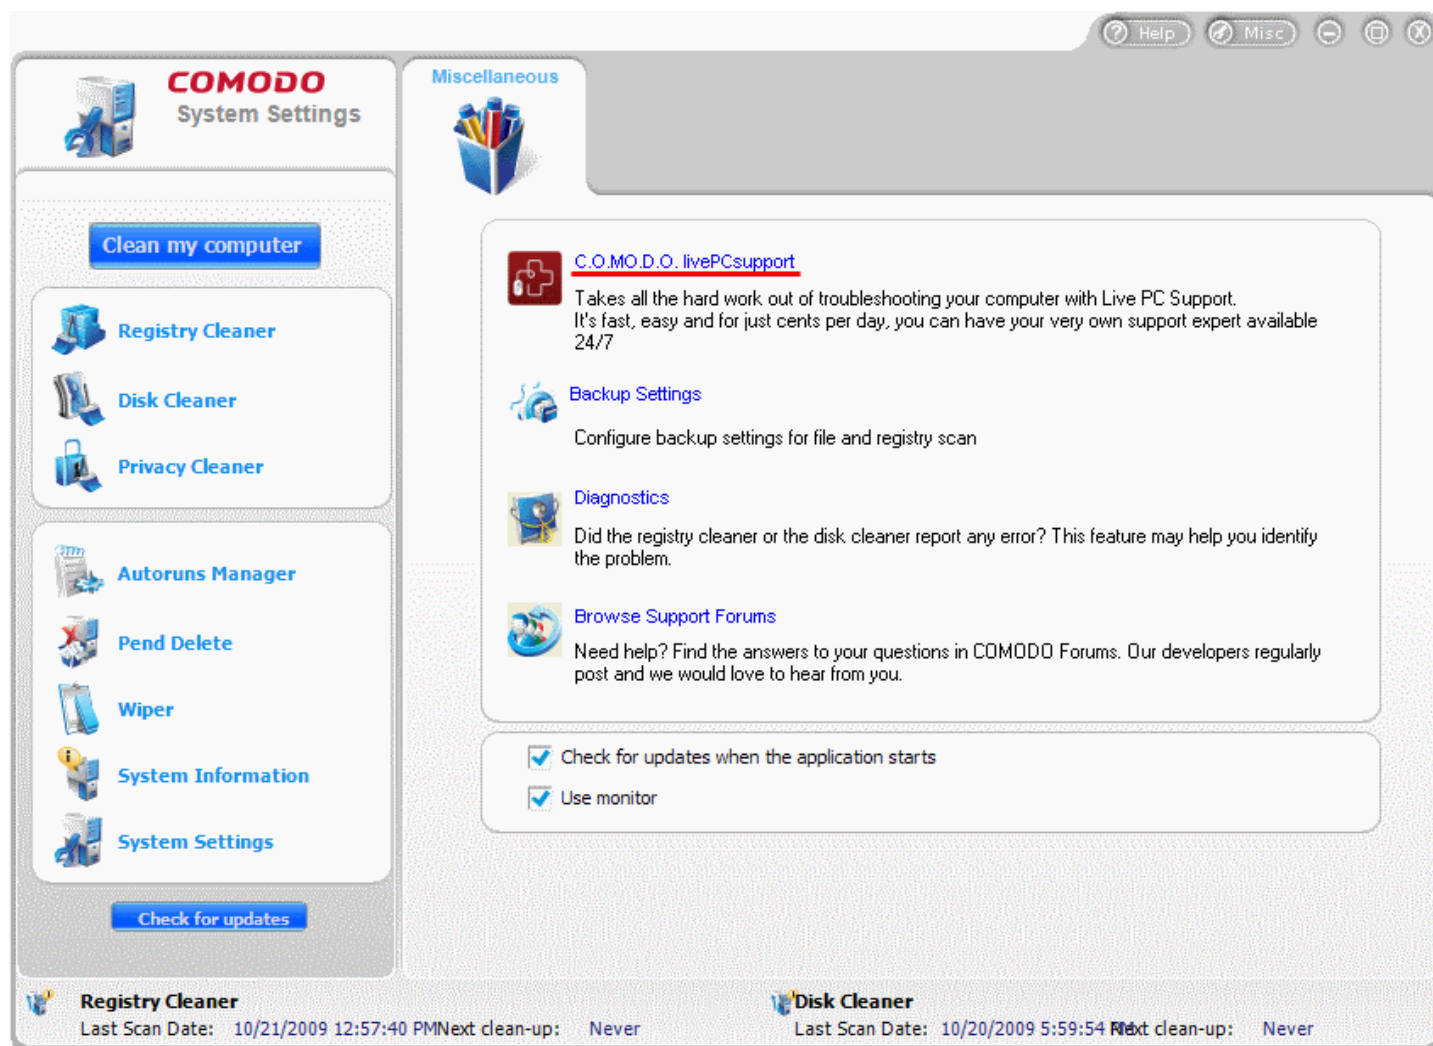 Help
Misc
COMODO
System Settings
Miscellaneous
Clean my computer
Registry Cleaner
Disk Cleaner
Privacy Cleaner
Autoruns Manager
Pend Delete
Wiper
System Information
System Settings
Check for updates
C.O.MO.D.O. livePCsupport
Takes all the hard work out of troubleshooting your computer with Live PC Support.
It's fast, easy and for just cents per day, you can have your very own support expert available
24/7
Backup Settings
Configure backup settings for file and registry scan
Diagnostics
Did the registry cleaner or the disk cleaner report any error? This feature may help you identify
the problem.
Browse Support Forums
Need help? Find the answers to your questions in COMODO Forums. Our developers regularly
post and we would love to hear from you.
Check for updates when the application starts
Use monitor
Registry Cleaner
Last Scan Date: 10/21/2009 12:57:40 PMNext clean-up: Never
Disk Cleaner
Last Scan Date: 10/20/2009 5:59:54 clean-up: Never